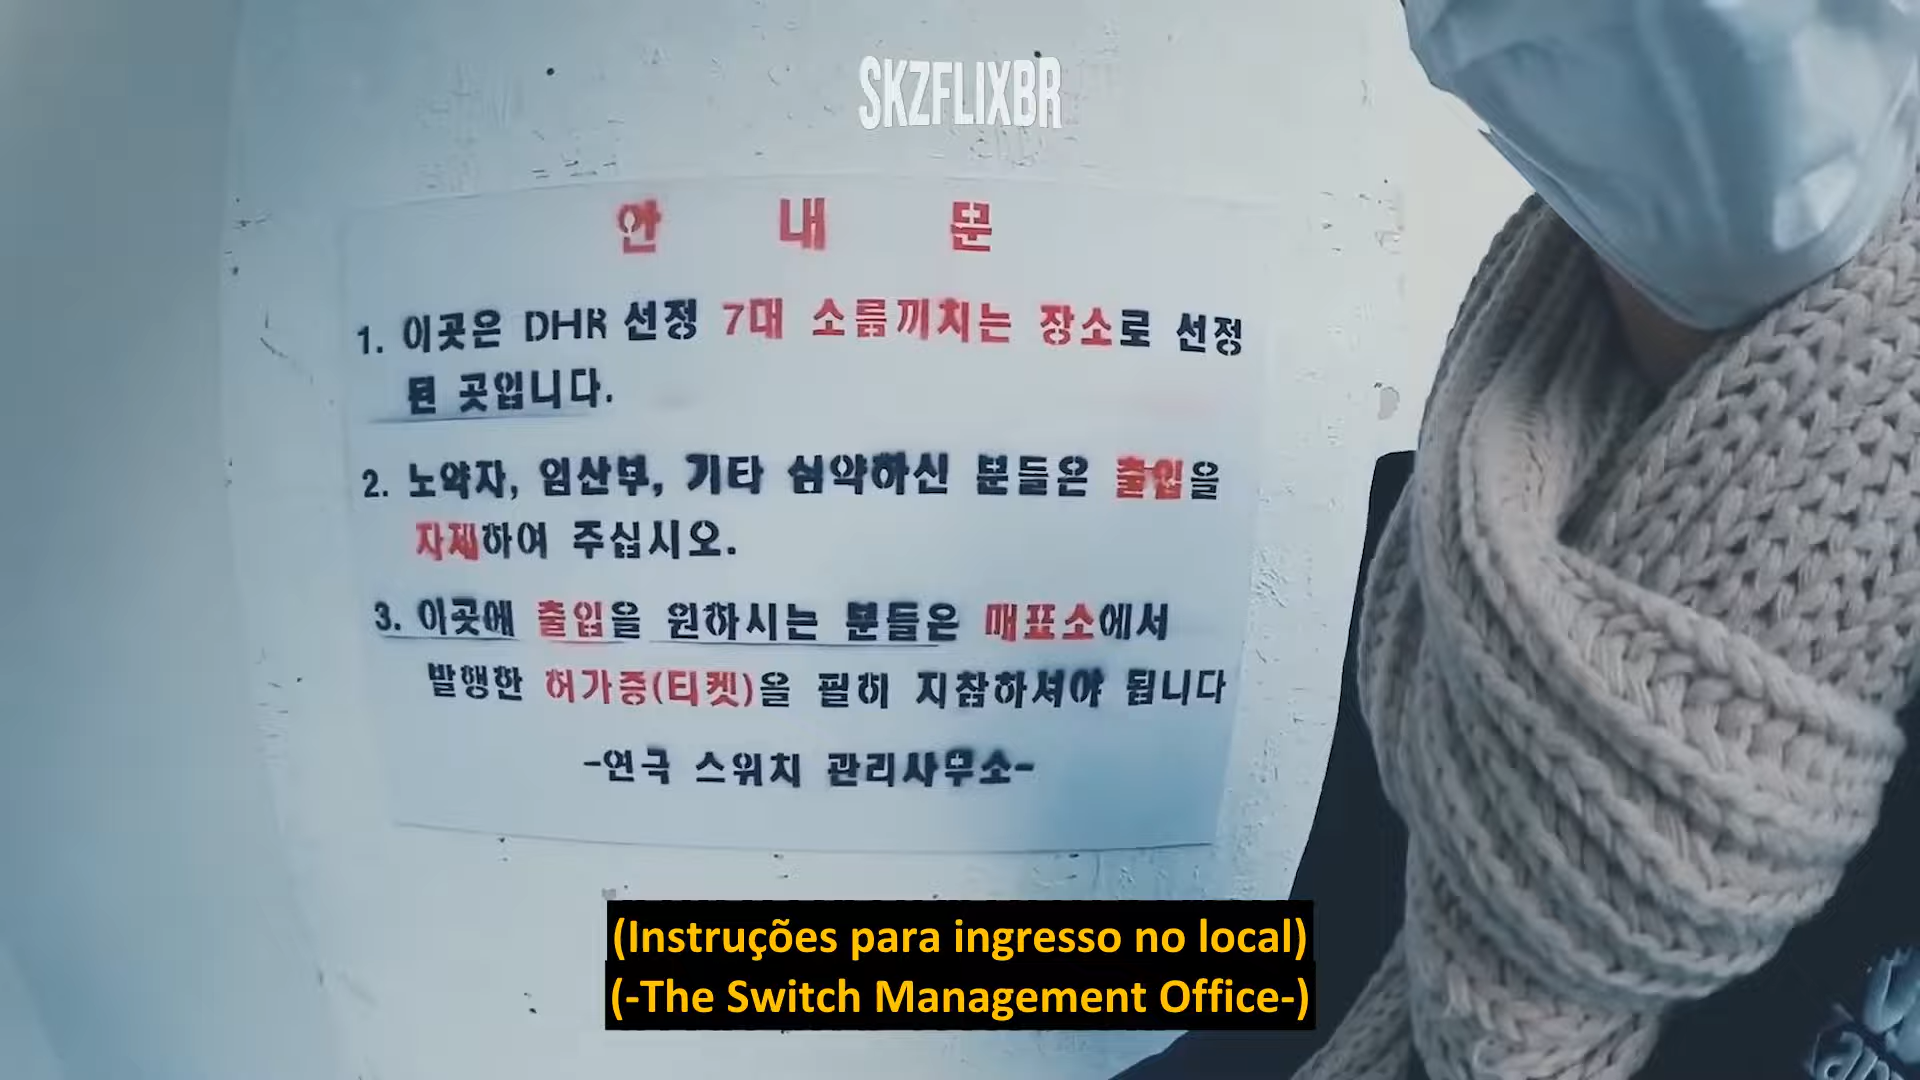 SKZFLIXBR
안 내 문
1. 이곳은 DHR 선정 7대 소름끼치는 장소로 선정
된 곳입니다.
2. 노약자, 임산부, 기타 심약하신 분들은 출입을
자제하여 주십시오.
3. 이곳에 출입을 원하시는 분들은 매표소에서
발행한 허가증(티켓)을 필히 지참하셔야 됩니다
-연극 스위치 관리사무소-
(Instruções para ingresso no local)
(-The Switch Management Office-)